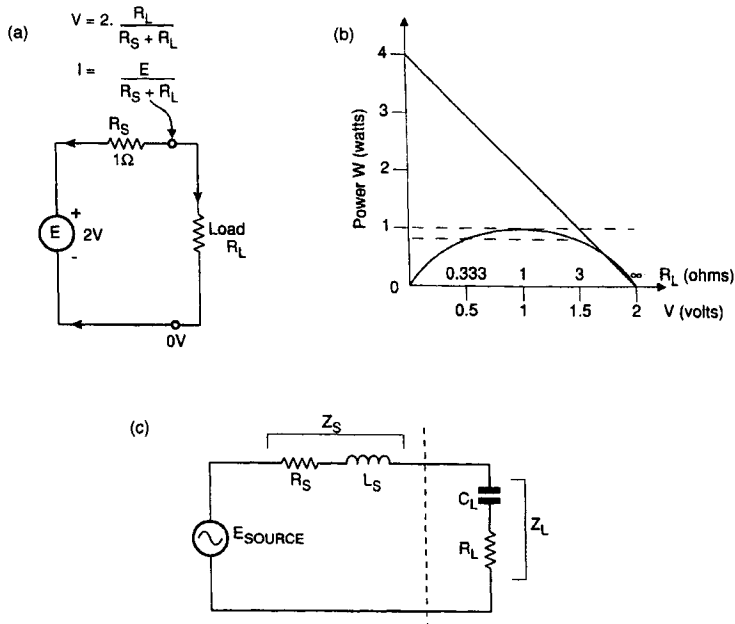 (a)
V = 2. R_L / R_S + R_L
I = E / R_S + R_L
R_S
1Ω
E
+
2V
-
Load
R_L
0V
(b)
Power W (watts)
4
3
2
1
0
0.333 1 3 ∞ R_L (ohms)
0.5 1 1.5 2 V (volts)
(c)
Z_S
R_S L_S
E_SOURCE
C_L
R_L
Z_L